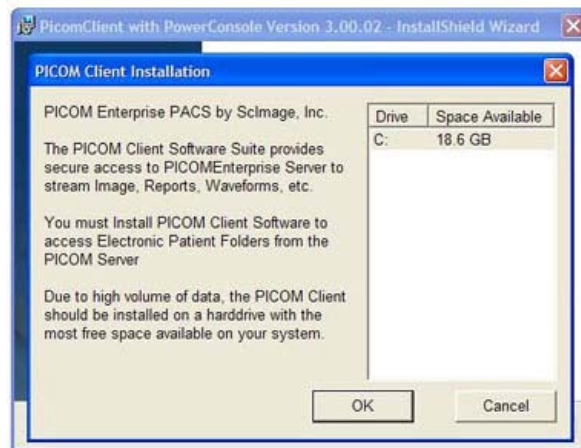 PicomClient with PowerConsole Version 3.00.02 - InstallShield Wizard
PICOM Client Installation
PICOM Enterprise PACS by ScImage, Inc.
The PICOM Client Software Suite provides
secure access to PICOMEnterprise Server to
stream Image, Reports, Waveforms, etc.
You must Install PICOM Client Software to
access Electronic Patient Folders from the
PICOM Server
Due to high volume of data, the PICOM Client
should be installed on a harddrive with the
most free space available on your system.
Drive Space Available
C: 18.6 GB
OK Cancel